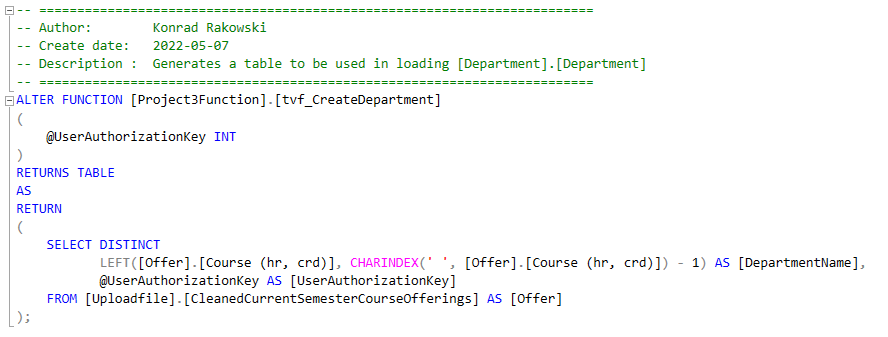 -- ==========================================================================
-- Author:        Konrad Rakowski
-- Create date:   2022-05-07
-- Description :  Generates a table to be used in loading [Department].[Department]
-- ==========================================================================
ALTER FUNCTION [Project3Function].[tvf_CreateDepartment]
(
    @UserAuthorizationKey INT
)
RETURNS TABLE
AS
RETURN
(
    SELECT DISTINCT
           LEFT([Offer].[Course (hr, crd)], CHARINDEX(' ', [Offer].[Course (hr, crd)]) - 1) AS [DepartmentName],
           @UserAuthorizationKey AS [UserAuthorizationKey]
    FROM [Uploadfile].[CleanedCurrentSemesterCourseOfferings] AS [Offer]
);